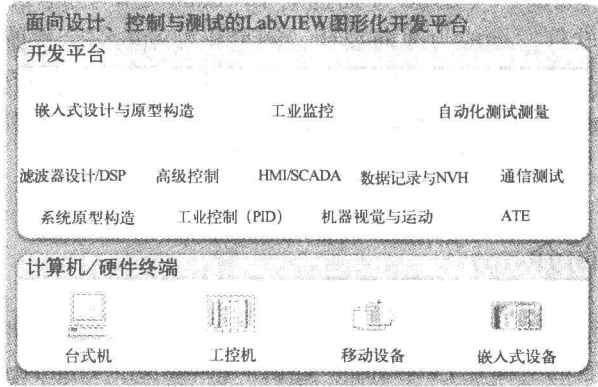 面向设计、控制与测试的LabVIEW图形化开发平台
开发平台
嵌入式设计与原型构造 工业监控 自动化测试测量
滤波器设计/DSP 高级控制 HMI/SCADA 数据记录与NVH 通信测试
系统原型构造 工业控制（PID） 机器视觉与运动 ATE
计算机/硬件终端
台式机 工控机 移动设备 嵌入式设备